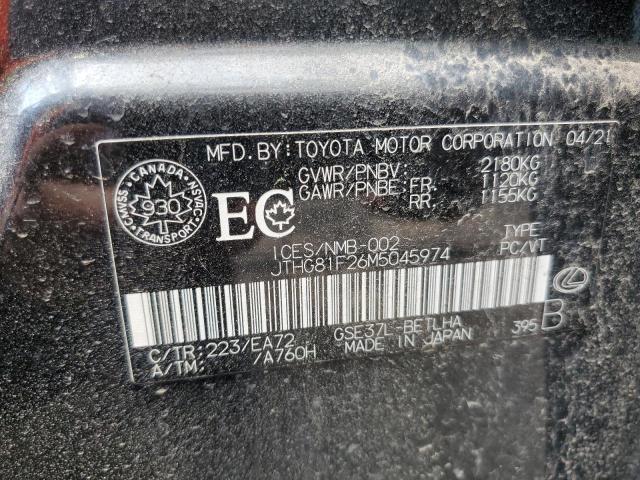 MFD. BY: TOYOTA MOTOR CORPORATION 04/21
GVWR/PNBV: 2180KG
GAWR/PNBE: FR: 1120KG
RR: 1155KG
CANADA
CMVSS NSVAC
930
TRANSPORT
EC
ICES/NMB-002
TYPE
JTHG81F26M5045974
PC/VT
GSE37L-BETLHA
395 B
C/TR: 223/EA72
MADE IN JAPAN
A/TM: /A760H